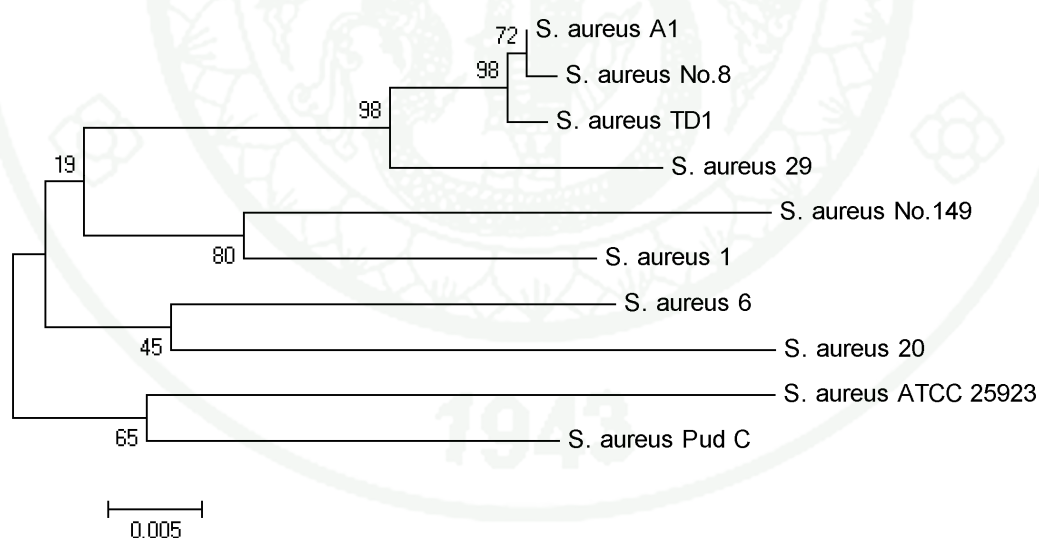 72
S. aureus A1
98
S. aureus No.8
98
S. aureus TD1
19
S. aureus 29
S. aureus No.149
80
S. aureus 1
S. aureus 6
45
S. aureus 20
S. aureus ATCC 25923
65
S. aureus Pud C
1943
0.005